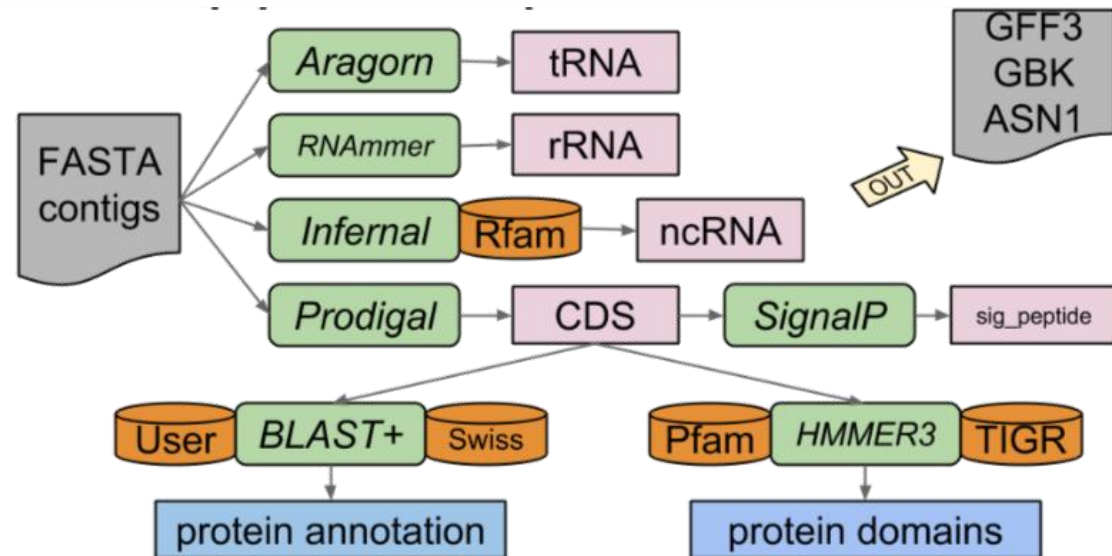 GFF3
GBK
ASN1
Aragorn
tRNA
FASTA
contigs
RNAmmer
rRNA
OUT
Infernal
Rfam
ncRNA
Prodigal
CDS
SignalP
sig_peptide
User
BLAST+
Swiss
Pfam
HMMER3
TIGR
protein annotation
protein domains